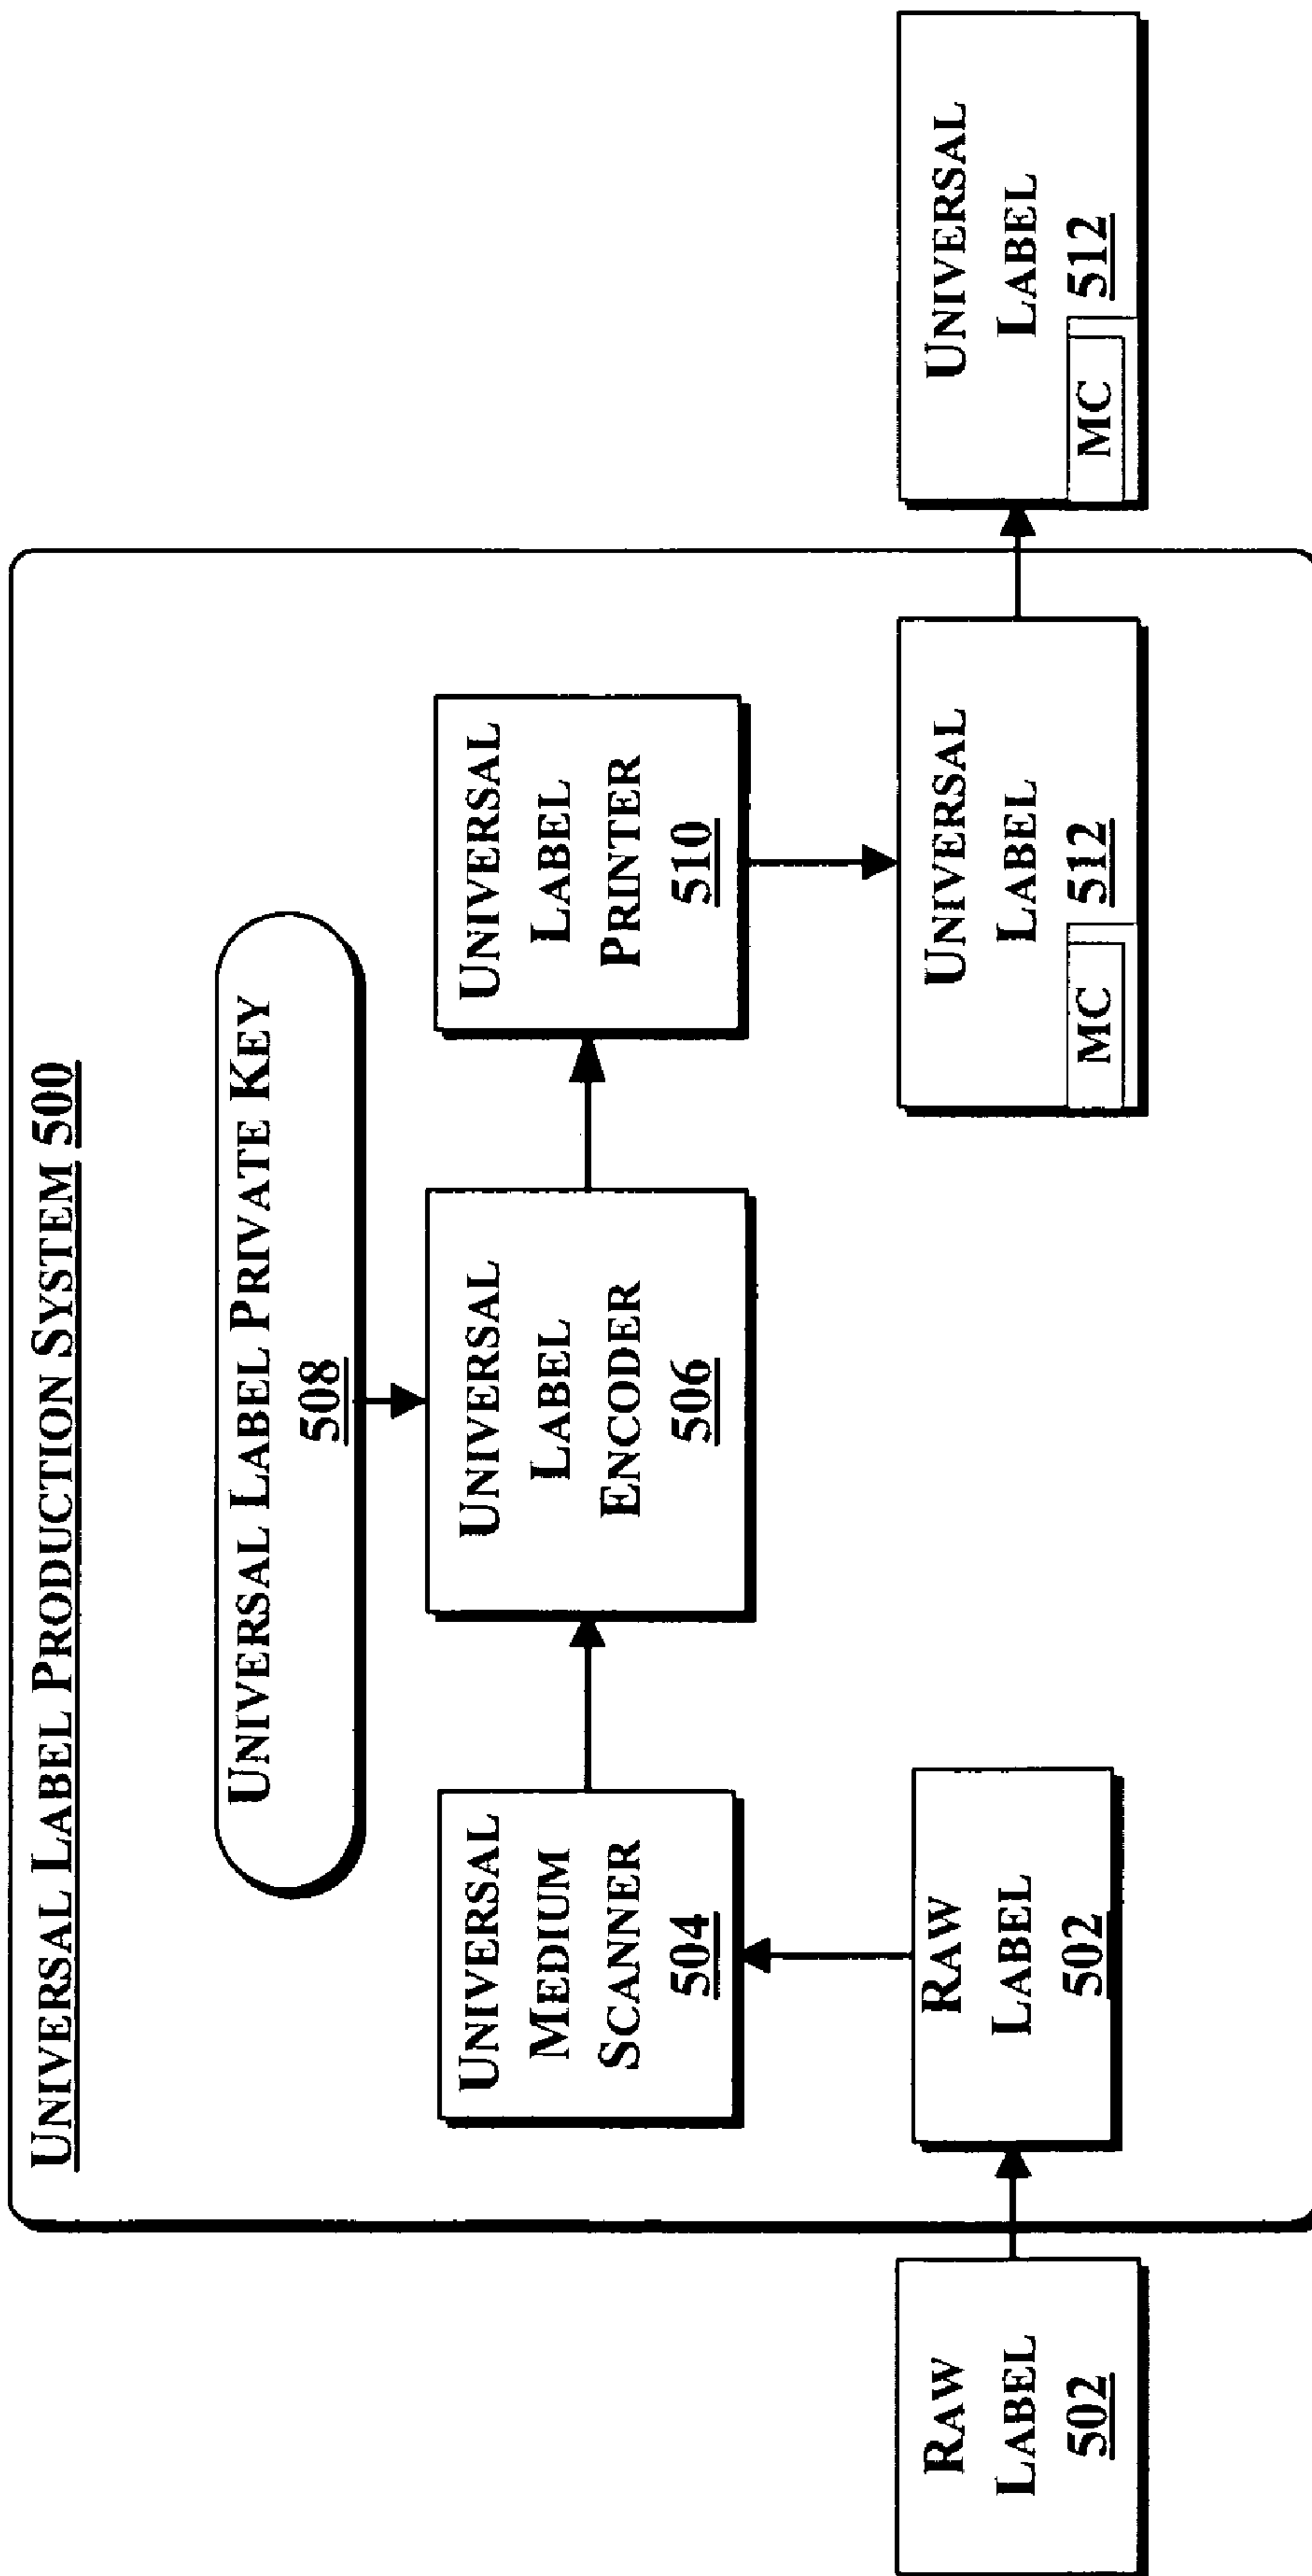 UNIVERSAL LABEL PRODUCTION SYSTEM 500
UNIVERSAL LABEL PRIVATE KEY
508
UNIVERSAL
MEDIUM
SCANNER
504
UNIVERSAL
LABEL
ENCODER
506
UNIVERSAL
LABEL
PRINTER
510
RAW
LABEL
502
RAW
LABEL
502
UNIVERSAL
LABEL
512
MC
UNIVERSAL
LABEL
512
MC